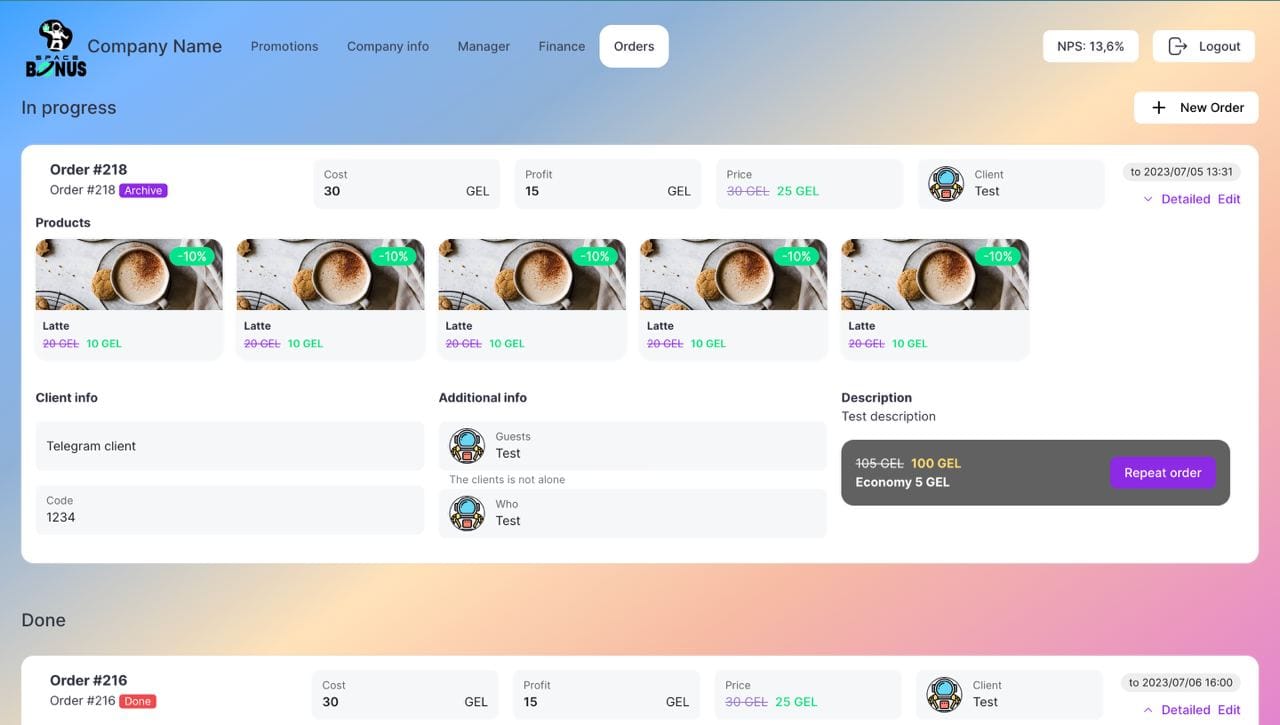 SPACE
BONUS
Company Name
Promotions
Company info
Manager
Finance
Orders
NPS: 13,6%
Logout
In progress
New Order
Order #218
Order #218 Archive
Cost
30 GEL
Profit
15 GEL
Price
30 GEL 25 GEL
Client
Test
to 2023/07/05 13:31
Detailed Edit
Products
-10%
-10%
-10%
-10%
-10%
Latte
20 GEL 10 GEL
Latte
20 GEL 10 GEL
Latte
20 GEL 10 GEL
Latte
20 GEL 10 GEL
Latte
20 GEL 10 GEL
Client info
Telegram client
Code
1234
Additional info
Guests
Test
The clients is not alone
Who
Test
Description
Test description
105 GEL 100 GEL
Economy 5 GEL
Repeat order
Done
Order #216
Order #216 Done
Cost
30 GEL
Profit
15 GEL
Price
30 GEL 25 GEL
Client
Test
to 2023/07/06 16:00
Detailed Edit